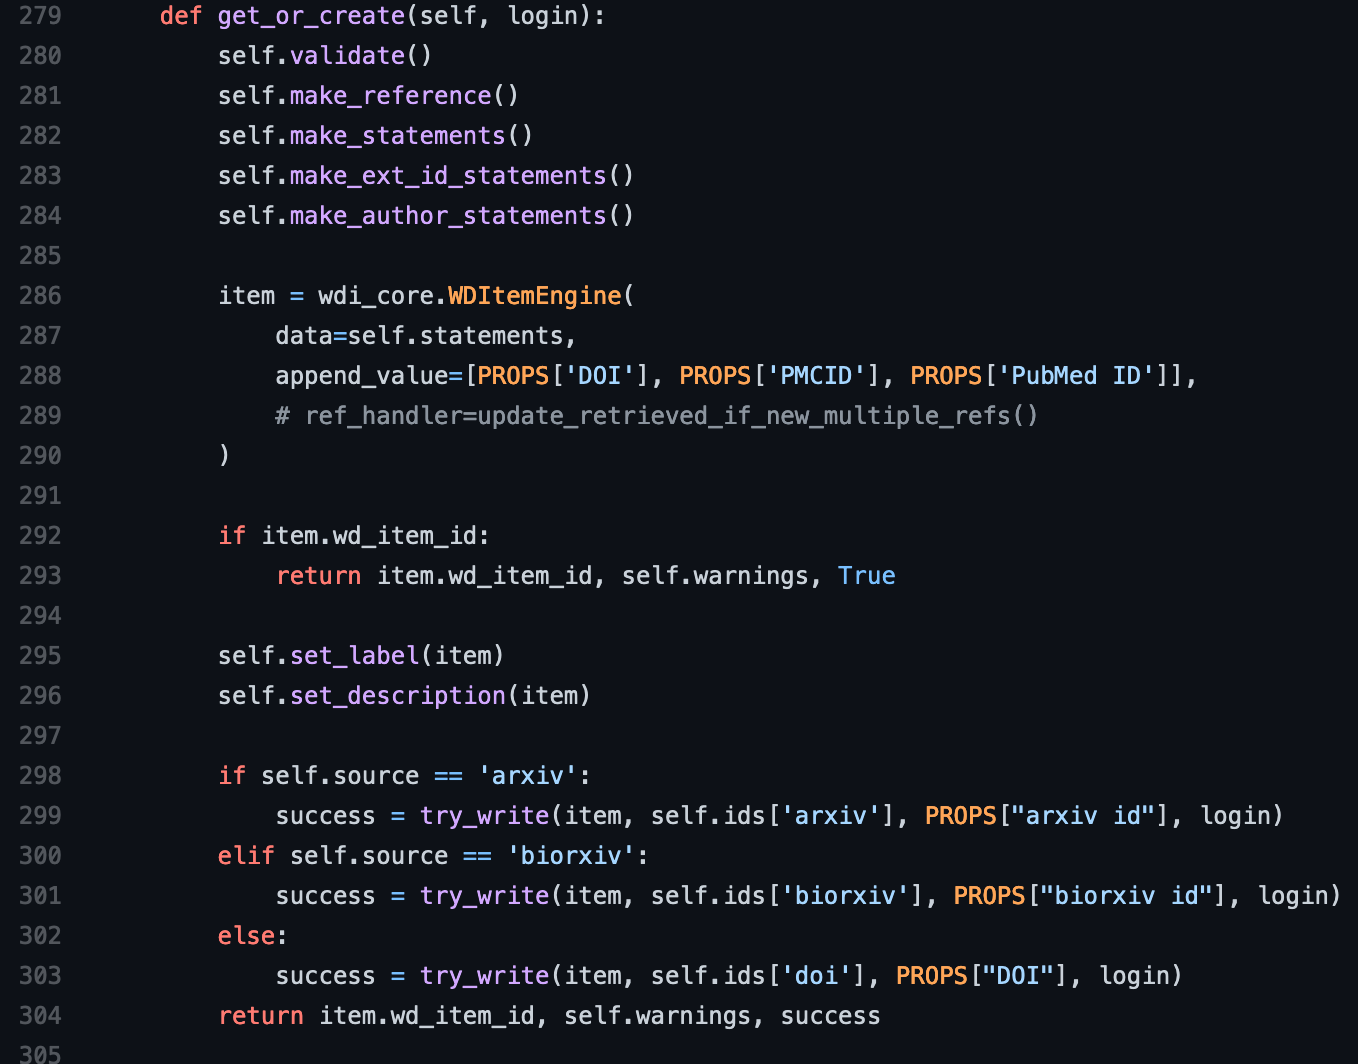 279 def get_or_create(self, login):
280 self.validate()
281 self.make_reference()
282 self.make_statements()
283 self.make_ext_id_statements()
284 self.make_author_statements()
285
286 item = wdi_core.WDItemEngine(
287 data=self.statements,
288 append_value=[PROPS['DOI'], PROPS['PMCID'], PROPS['PubMed ID']],
289 # ref_handler=update_retrieved_if_new_multiple_refs()
290 )
291
292 if item.wd_item_id:
293 return item.wd_item_id, self.warnings, True
294
295 self.set_label(item)
296 self.set_description(item)
297
298 if self.source == 'arxiv':
299 success = try_write(item, self.ids['arxiv'], PROPS["arxiv id"], login)
300 elif self.source == 'biorxiv':
301 success = try_write(item, self.ids['biorxiv'], PROPS["biorxiv id"], login)
302 else:
303 success = try_write(item, self.ids['doi'], PROPS["DOI"], login)
304 return item.wd_item_id, self.warnings, success
305